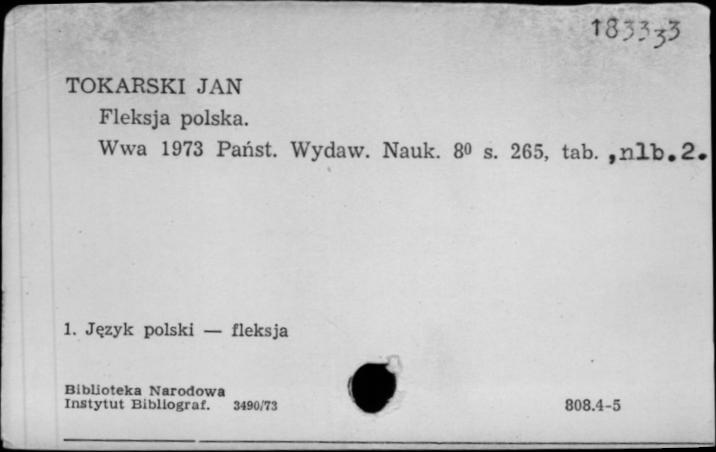 183333
TOKARSKI JAN
Fleksja polska.
Wwa 1973 Państ. Wydaw. Nauk. 8⁰ s. 265, tab. ,nlb.2.
1. Język polski — fleksja
Biblioteka Narodowa
Instytut Bibliograf. 3490/73
808.4-5